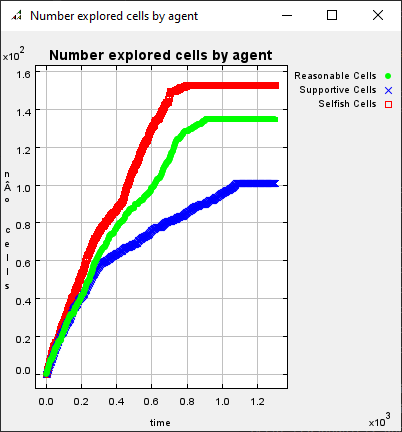 Number explored cells by agent
x10²
Number explored cells by agent
Reasonable Cells
Supportive Cells
Selfish Cells
1.6
1.4
1.2
1.0
0.8
0.6
0.4
0.2
0.0
nÂº cells
0.0 0.2 0.4 0.6 0.8 1.0 1.2
time
x10³